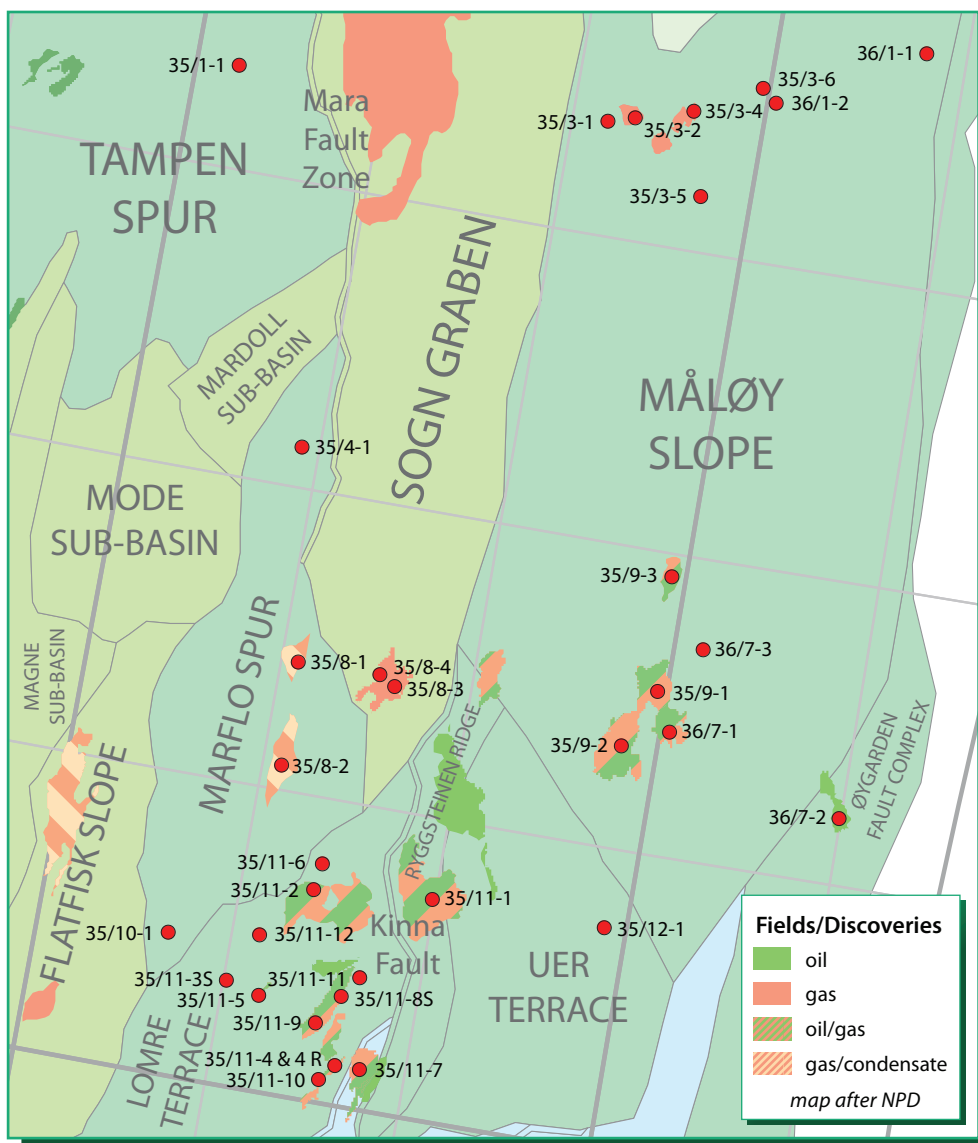 35/1-1
36/1-1
35/3-6
36/1-2
35/3-4
35/3-1
35/3-2
Mara
Fault
Zone
TAMPEN
SPUR
35/3-5
SOGN GRABEN
MARDOLL
SUB-BASIN
MÅLØY
SLOPE
35/4-1
MODE
SUB-BASIN
35/9-3
MAGNE
SUB-BASIN
MARFLO SPUR
35/8-1
35/8-4
35/8-3
36/7-3
35/9-1
36/7-1
35/9-2
35/8-2
RYGGSTEINEN RIDGE
ØYGARDEN
FAULT COMPLEX
36/7-2
FLATFISK SLOPE
35/11-6
35/11-2
35/11-1
35/10-1
35/11-12
Kinna
Fault
35/12-1
UER
TERRACE
35/11-3S
35/11-11
35/11-5
35/11-8S
35/11-9
LOMRE
TERRACE
35/11-4 & 4 R
35/11-7
35/11-10
Fields/Discoveries
oil
gas
oil/gas
gas/condensate
map after NPD